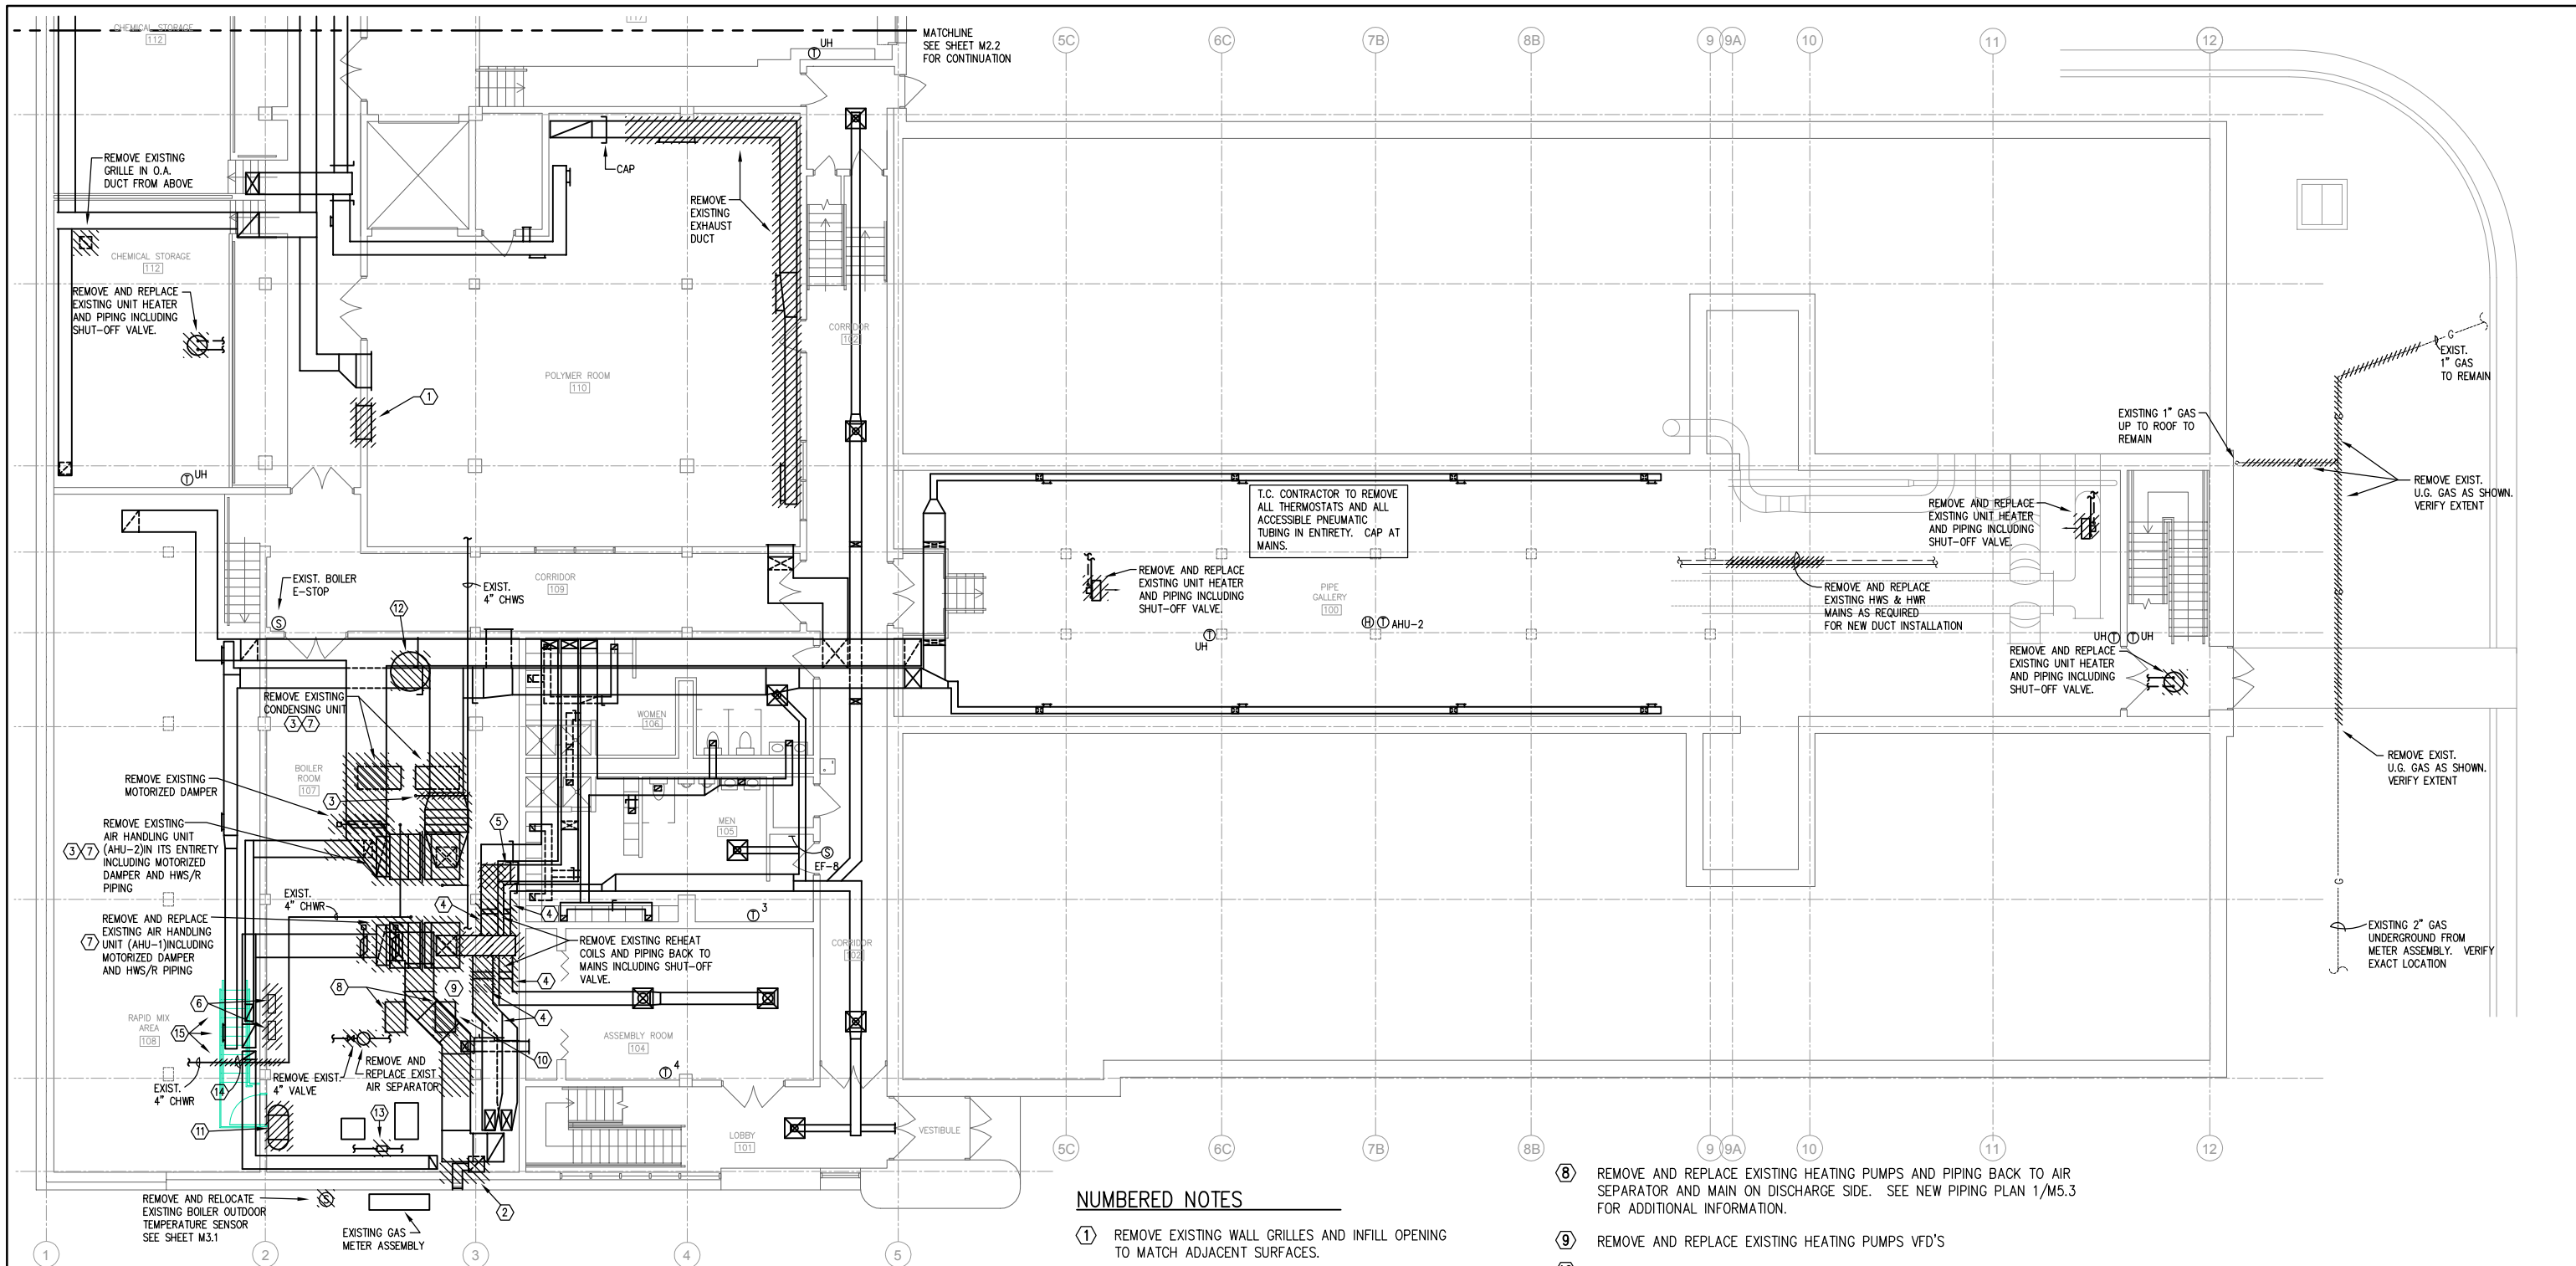 CHEMICAL STORAGE
112
117
MATCHLINE
SEE SHEET M2.2
FOR CONTINUATION
UH
5C
6C
7B
8B
9
9A
10
11
12
REMOVE EXISTING
GRILLE IN O.A.
DUCT FROM ABOVE
CAP
REMOVE
EXISTING
EXHAUST
DUCT
CHEMICAL STORAGE
112
REMOVE AND REPLACE
EXISTING UNIT HEATER
AND PIPING INCLUDING
SHUT-OFF VALVE.
CORRIDOR
102
POLYMER ROOM
110
1
T UH
G
EXIST.
1" GAS
TO REMAIN
EXISTING 1" GAS
UP TO ROOF TO
REMAIN
G
REMOVE EXIST.
U.G. GAS AS SHOWN.
VERIFY EXTENT
T.C. CONTRACTOR TO REMOVE
ALL THERMOSTATS AND ALL
ACCESSIBLE PNEUMATIC
TUBING IN ENTIRETY. CAP AT
MAINS.
REMOVE AND REPLACE
EXISTING UNIT HEATER
AND PIPING INCLUDING
SHUT-OFF VALVE.
EXIST. BOILER
E-STOP
S
EXIST.
4" CHWS
CORRIDOR
109
REMOVE AND REPLACE
EXISTING UNIT HEATER
AND PIPING INCLUDING
SHUT-OFF VALVE.
PIPE
GALLERY
100
REMOVE AND REPLACE
EXISTING HWS & HWR
MAINS AS REQUIRED
FOR NEW DUCT INSTALLATION
12
H T AHU-2
T
UH
UH T T UH
REMOVE AND REPLACE
EXISTING UNIT HEATER
AND PIPING INCLUDING
SHUT-OFF VALVE.
REMOVE EXISTING
CONDENSING UNIT
3 7
WOMEN
106
BOILER
ROOM
107
REMOVE EXISTING
MOTORIZED DAMPER
3
REMOVE EXIST.
U.G. GAS AS SHOWN.
VERIFY EXTENT
3 7
REMOVE EXISTING
AIR HANDLING UNIT
(AHU-2)IN ITS ENTIRETY
INCLUDING MOTORIZED
DAMPER AND HWS/R
PIPING
5
MEN
105
S
EF-8
EXIST.
4" CHWR
4
4
T 3
G
7
REMOVE AND REPLACE
EXISTING AIR HANDLING
UNIT (AHU-1)INCLUDING
MOTORIZED DAMPER
AND HWS/R PIPING
REMOVE EXISTING REHEAT
COILS AND PIPING BACK TO
MAINS INCLUDING SHUT-OFF
VALVE.
CORRIDOR
102
EXISTING 2" GAS
UNDERGROUND FROM
METER ASSEMBLY. VERIFY
EXACT LOCATION
4
6
8
9
4
RAPID MIX
AREA
108
15
ASSEMBLY ROOM
104
10
REMOVE AND
REPLACE EXIST.
AIR SEPARATOR
REMOVE EXIST.
4" VALVE
EXIST.
4" CHWR
14
T 4
13
11
LOBBY
101
VESTIBULE
5C
6C
7B
8B
9
9A
10
11
12
REMOVE AND RELOCATE
EXISTING BOILER OUTDOOR
TEMPERATURE SENSOR
SEE SHEET M3.1
S
EXISTING GAS
METER ASSEMBLY
2
1
2
3
4
5
NUMBERED NOTES
1 REMOVE EXISTING WALL GRILLES AND INFILL OPENING
TO MATCH ADJACENT SURFACES.
8 REMOVE AND REPLACE EXISTING HEATING PUMPS AND PIPING BACK TO AIR
SEPARATOR AND MAIN ON DISCHARGE SIDE. SEE NEW PIPING PLAN 1/M5.3
FOR ADDITIONAL INFORMATION.
9 REMOVE AND REPLACE EXISTING HEATING PUMPS VFD'S